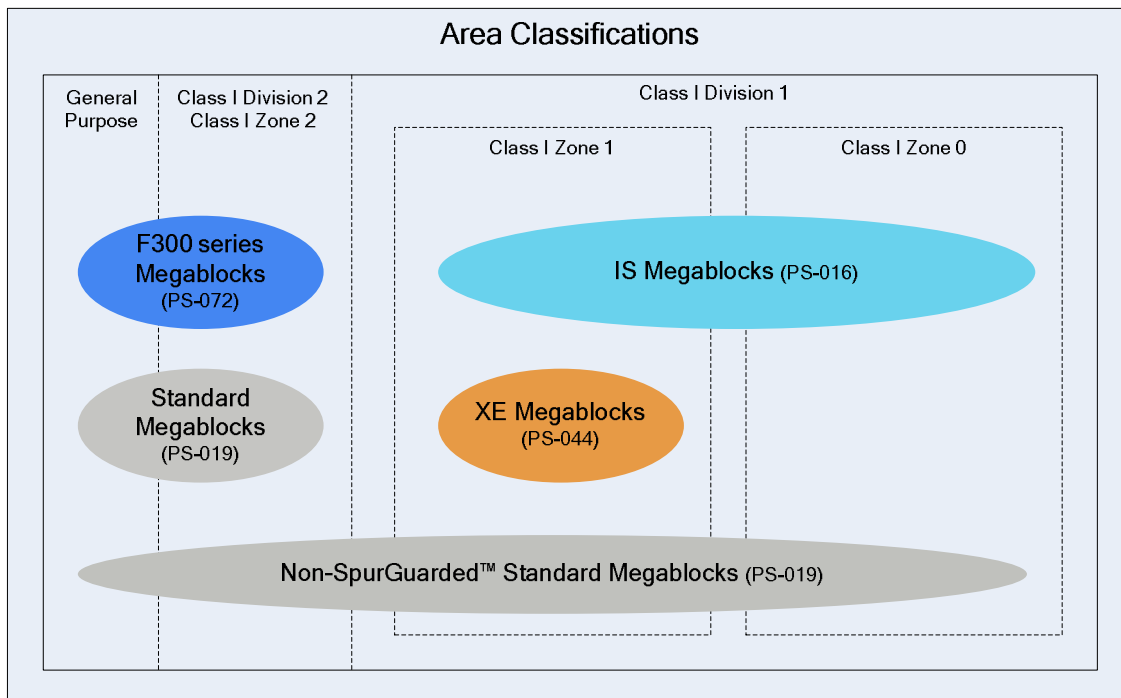 Area Classifications
General
Purpose
Class I Division 2
Class I Zone 2
Class I Division 1
Class I Zone 1
Class I Zone 0
F300 series
Megablocks
(PS-072)
IS Megablocks (PS-016)
Standard
Megablocks
(PS-019)
XE Megablocks
(PS-044)
Non-SpurGuarded™ Standard Megablocks (PS-019)